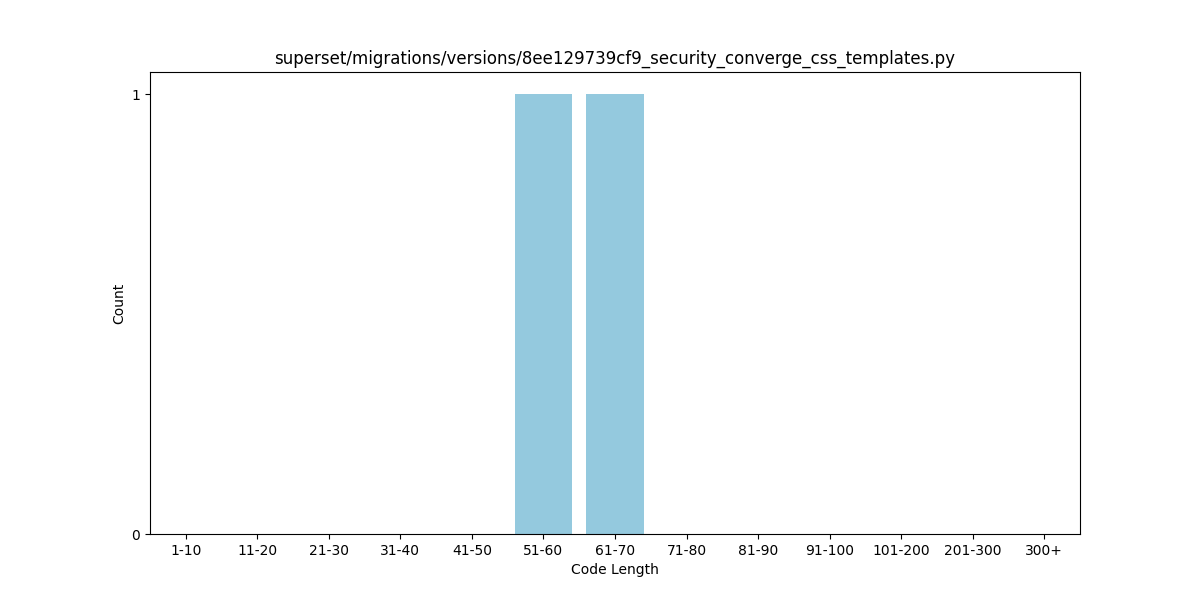 superset/migrations/versions/8ee129739cf9_security_converge_css_templates.py
1
Count
0
1-10 11-20 21-30 31-40 41-50 51-60 61-70 71-80 81-90 91-100 101-200 201-300 300+
Code Length